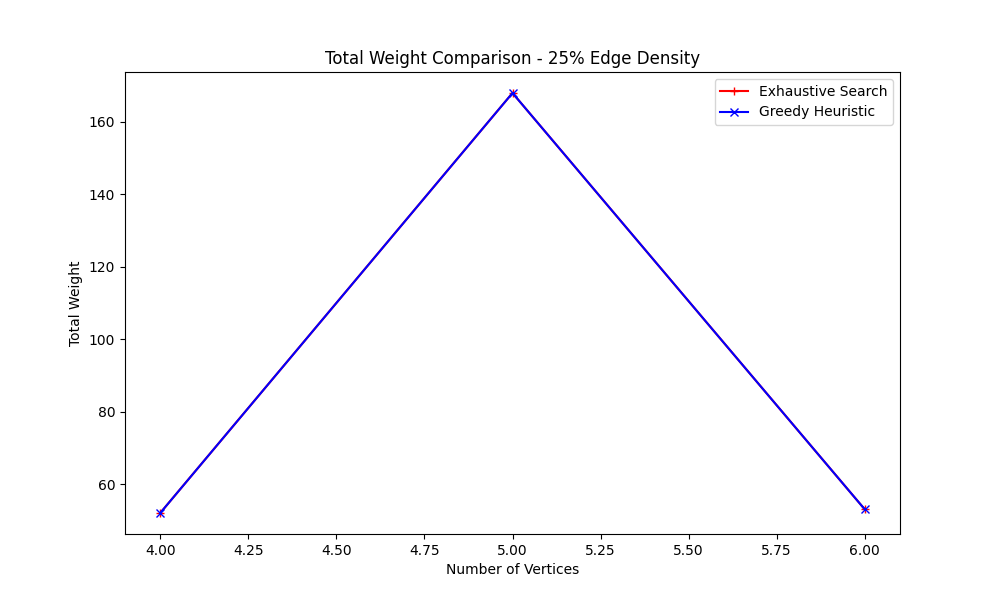 Total Weight Comparison - 25% Edge Density
Exhaustive Search
Greedy Heuristic
Total Weight
160
140
120
100
80
60
4.00 4.25 4.50 4.75 5.00 5.25 5.50 5.75 6.00
Number of Vertices